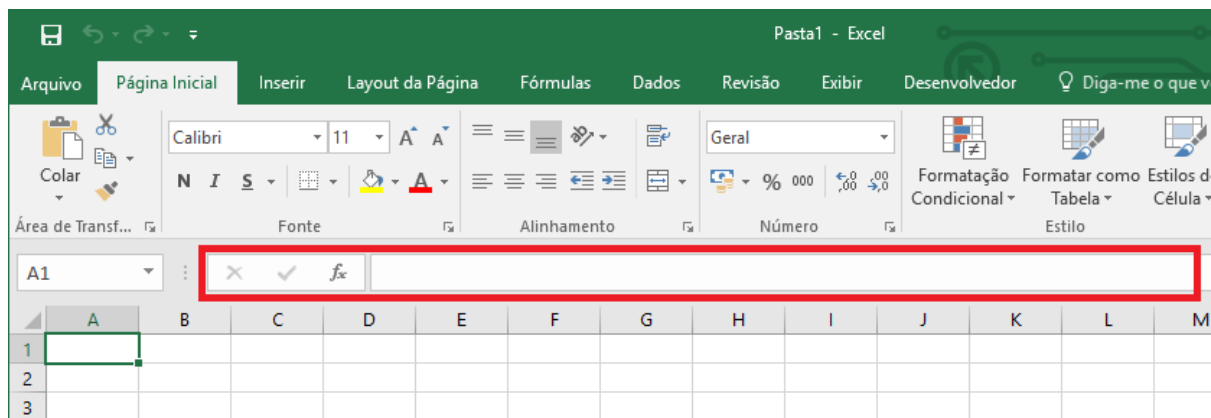 Pasta1 - Excel
Arquivo Página Inicial Inserir Layout da Página Fórmulas Dados Revisão Exibir Desenvolvedor Diga-me o que v
Calibri 11 Geral
Colar N I S A % 000 Formatação Condicional Formatar como Tabela Estilos d Célula
Área de Transf... Fonte Alinhamento Número Estilo
A1 fx
A B C D E F G H I J K L M
1
2
3